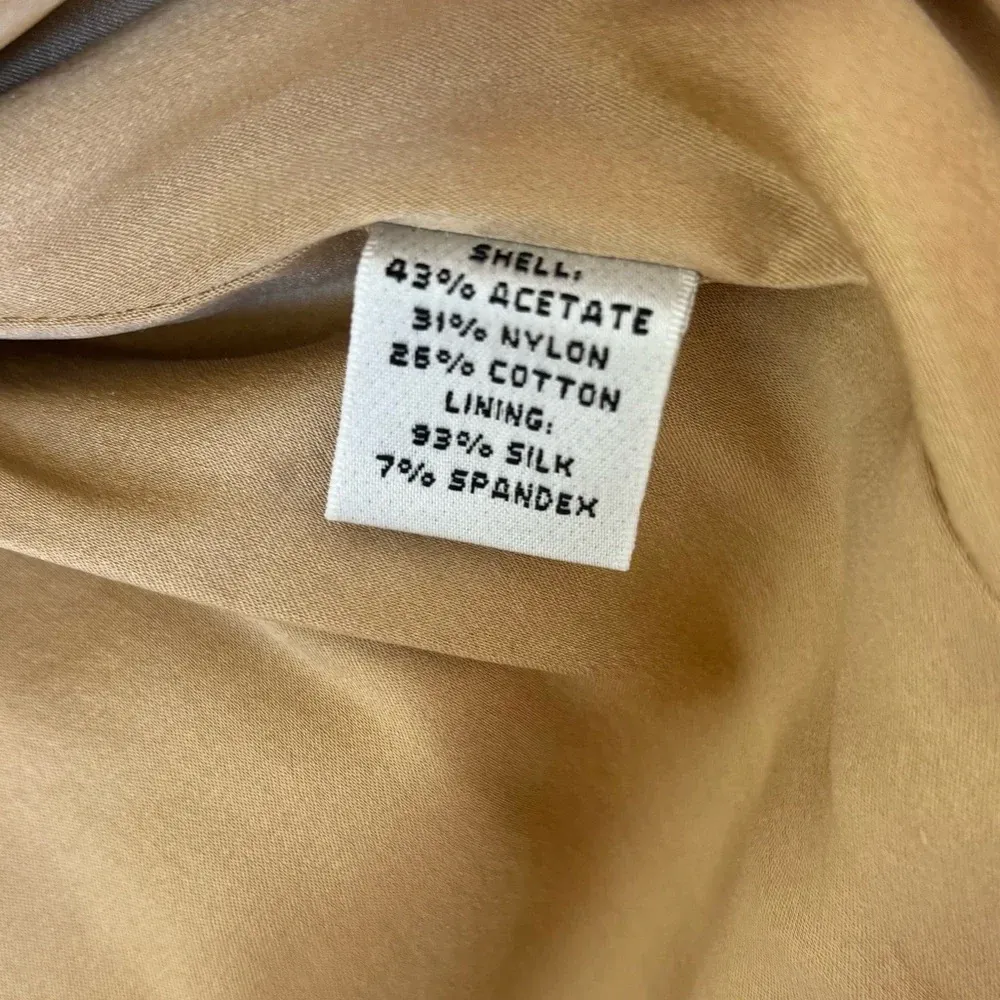 SHELL:
43% ACETATE
31% NYLON
26% COTTON
LINING:
93% SILK
7% SPANDEX